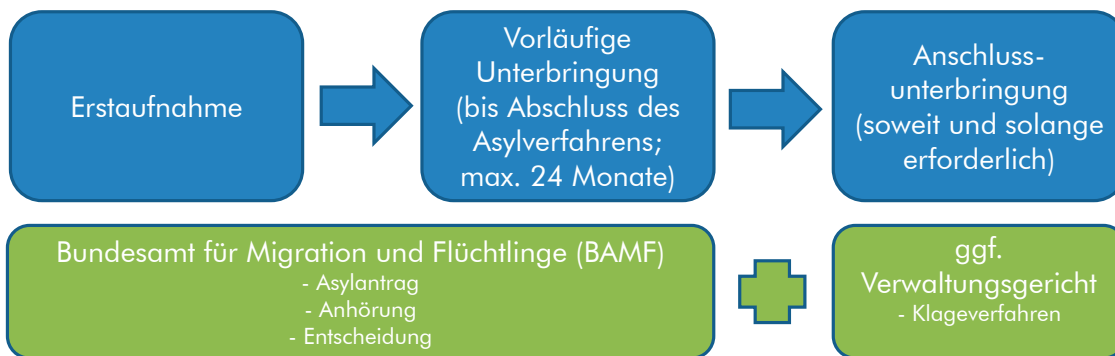 Erstaufnahme
Vorläufige
Unterbringung
(bis Abschluss des
Asylverfahrens;
max. 24 Monate)
Anschluss-
unterbringung
(soweit und solange
erforderlich)
Bundesamt für Migration und Flüchtlinge (BAMF)
- Asylantrag
- Anhörung
- Entscheidung
ggf.
Verwaltungsgericht
- Klageverfahren